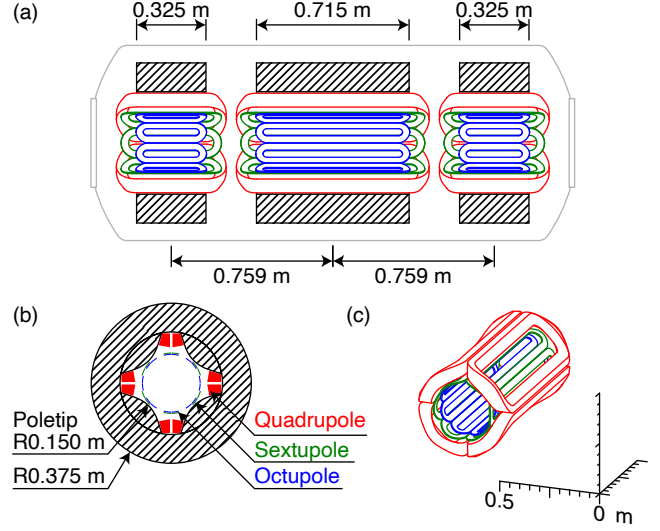 (a)
0.325 m
0.715 m
0.325 m
0.759 m
0.759 m
(b)
(c)
Poletip
R0.150 m
R0.375 m
Quadrupole
Sextupole
Octupole
0.5
0 m